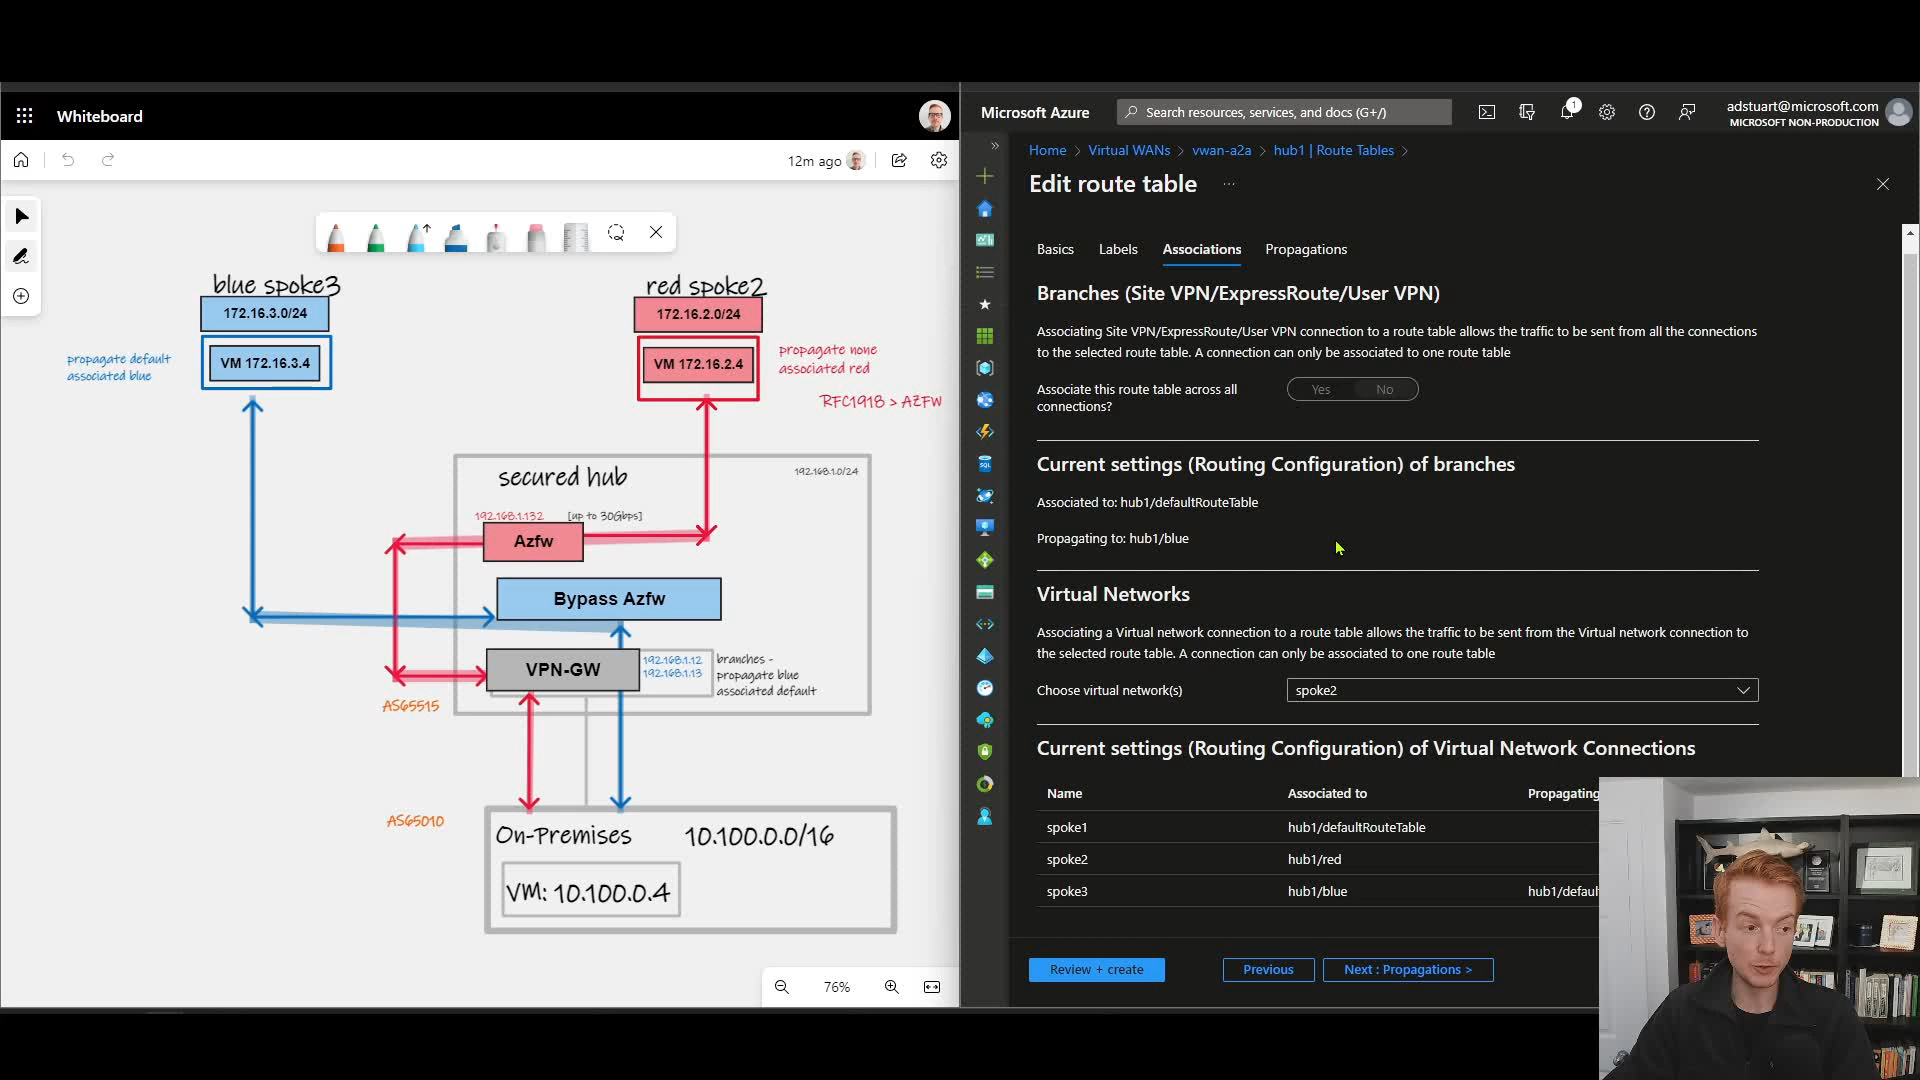 Whiteboard
12m ago
blue spoke3
172.16.3.0/24
VM 172.16.3.4
propagate default
associated blue
red spoke2
172.16.2.0/24
VM 172.16.2.4
propagate none
associated red
RFC1918 > AZFW
secured hub
192.168.1.0/24
192.168.1.132
[up to 30Gbps]
Azfw
Bypass Azfw
VPN-GW
192.168.1.12
192.168.1.13
branches -
propagate blue
associated default
AS65515
AS65010
On-Premises
10.100.0.0/16
VM: 10.100.0.4
76%
Microsoft Azure
Search resources, services, and docs (G+/)
1
adstuart@microsoft.com
MICROSOFT NON-PRODUCTION
Home > Virtual WANs > vwan-a2a > hub1 | Route Tables >
Edit route table ...
Basics Labels Associations Propagations
Branches (Site VPN/ExpressRoute/User VPN)
Associating Site VPN/ExpressRoute/User VPN connection to a route table allows the traffic to be sent from all the connections
to the selected route table. A connection can only be associated to one route table
Associate this route table across all
connections?
Yes No
Current settings (Routing Configuration) of branches
Associated to: hub1/defaultRouteTable
Propagating to: hub1/blue
Virtual Networks
Associating a Virtual network connection to a route table allows the traffic to be sent from the Virtual network connection to
the selected route table. A connection can only be associated to one route table
Choose virtual network(s)
spoke2
Current settings (Routing Configuration) of Virtual Network Connections
Name Associated to Propagating
spoke1 hub1/defaultRouteTable
spoke2 hub1/red
spoke3 hub1/blue hub1/defaul
Review + create
Previous
Next : Propagations >